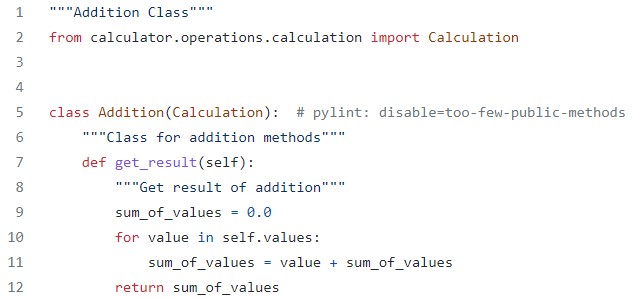 1 """Addition Class"""
2 from calculator.operations.calculation import Calculation
3
4
5 class Addition(Calculation):  # pylint: disable=too-few-public-methods
6     """Class for addition methods"""
7     def get_result(self):
8         """Get result of addition"""
9         sum_of_values = 0.0
10         for value in self.values:
11             sum_of_values = value + sum_of_values
12         return sum_of_values